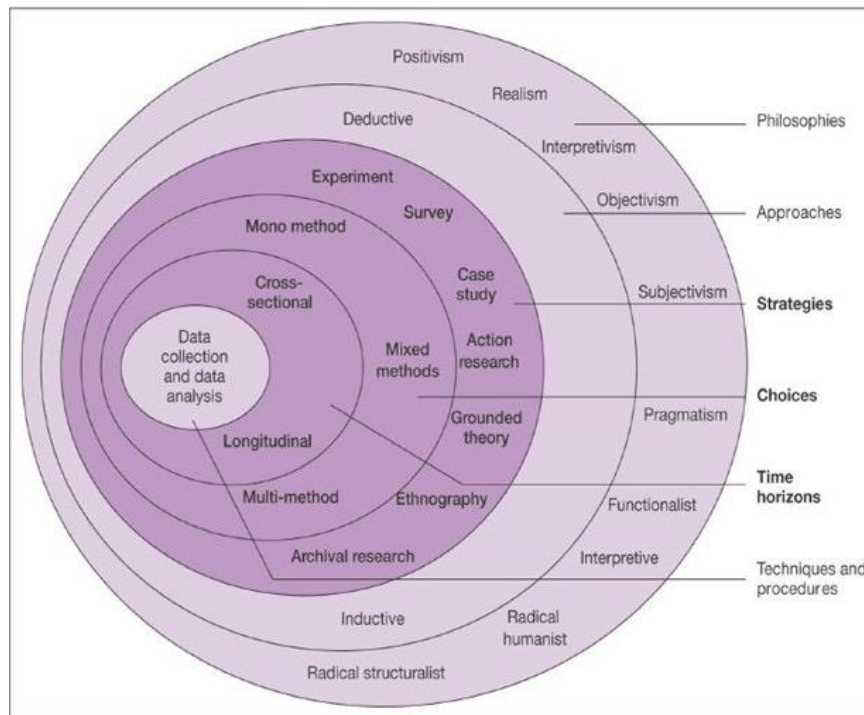 Positivism
Realism
Deductive
Philosophies
Interpretivism
Experiment
Objectivism
Survey
Approaches
Mono method
Cross-
sectional
Case
study
Subjectivism
Strategies
Data
collection
and data
analysis
Mixed
methods
Action
research
Choices
Pragmatism
Grounded
theory
Longitudinal
Time
horizons
Multi-method
Ethnography
Functionalist
Archival research
Interpretive
Techniques and
procedures
Inductive
Radical
humanist
Radical structuralist